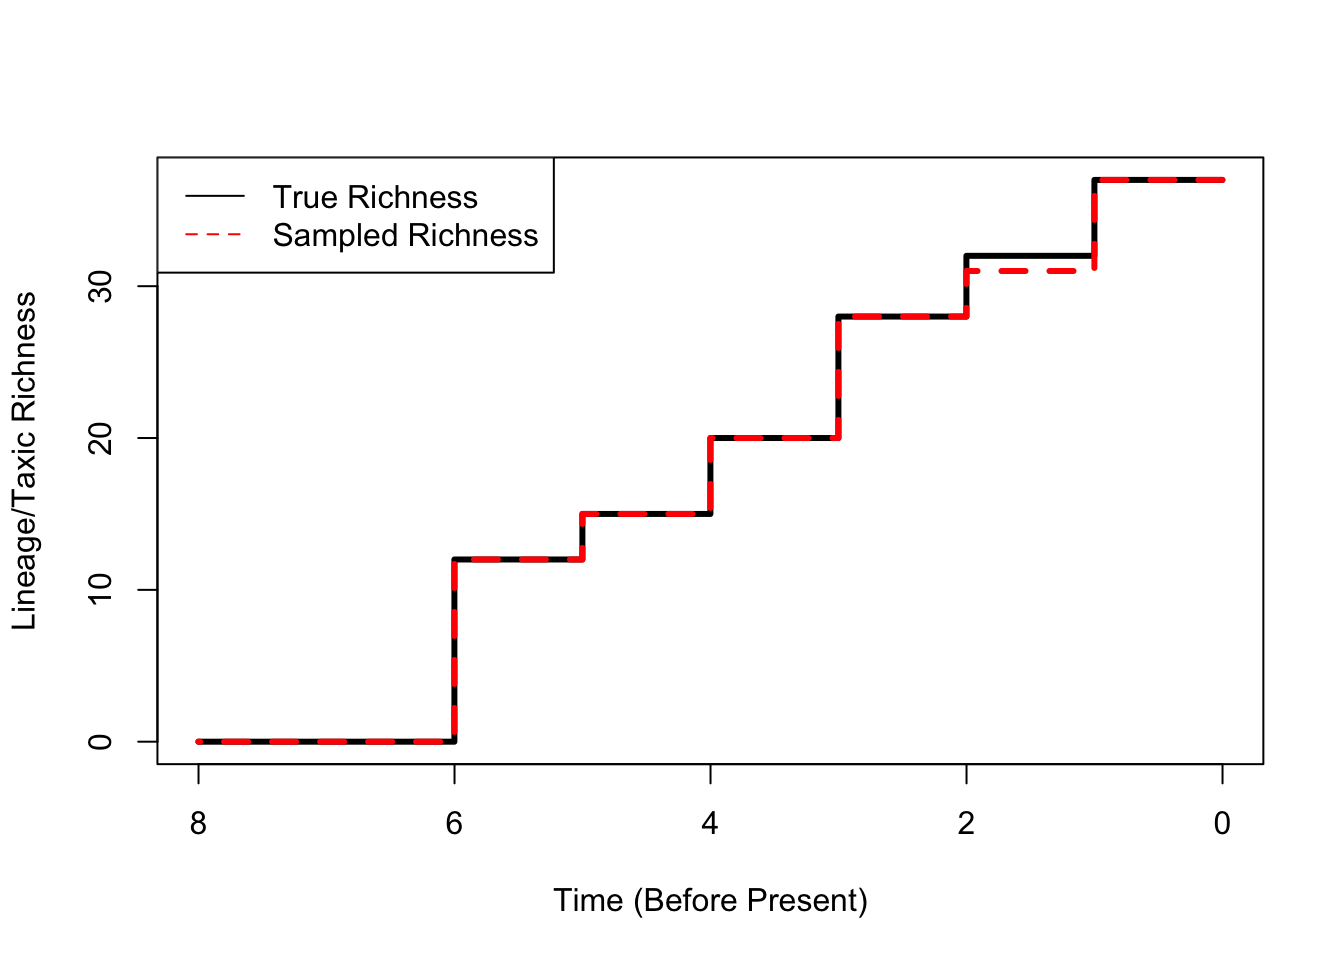 True Richness
Sampled Richness
Lineage/Taxic Richness
30
20
10
0
8 6 4 2 0
Time (Before Present)